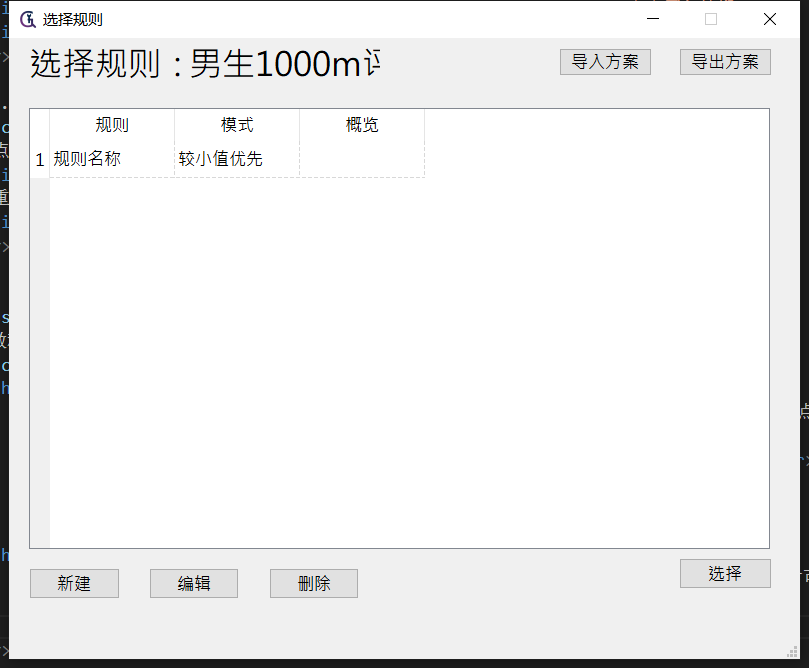 选择规则
选择规则：男生1000m
导入方案
导出方案
规则 模式 概览
1 规则名称 较小值优先
新建 编辑 删除 选择